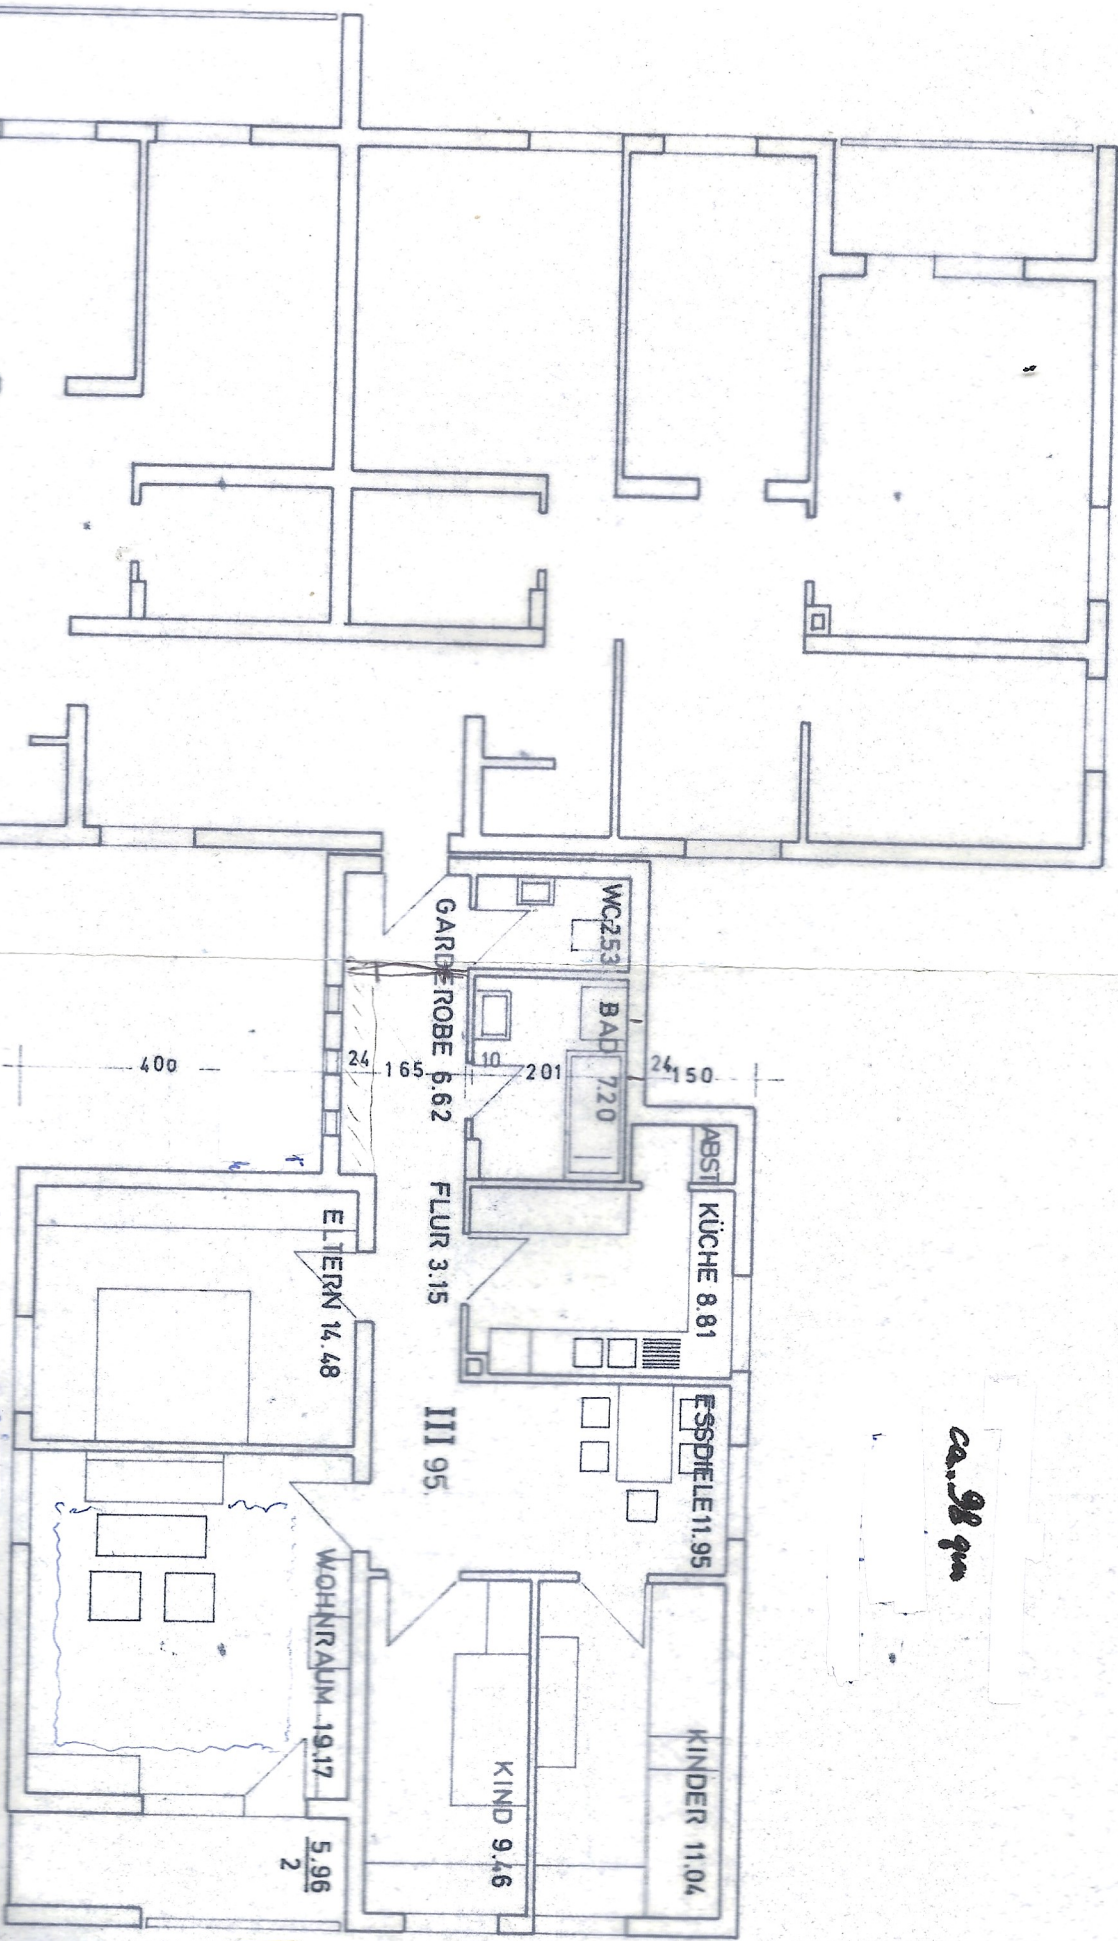 WC 2.53
BAD 7.20
GARDEROBE 6.62
400
24
165
10
201
24
150
ABST
KÜCHE 8.81
FLUR 3.15
ELTERN 14.48
III 95
ESSDIELE 11.95
WOHNRAUM 19.17
KIND 9.46
KINDER 11.04
5.96
2
ca. 98 qm